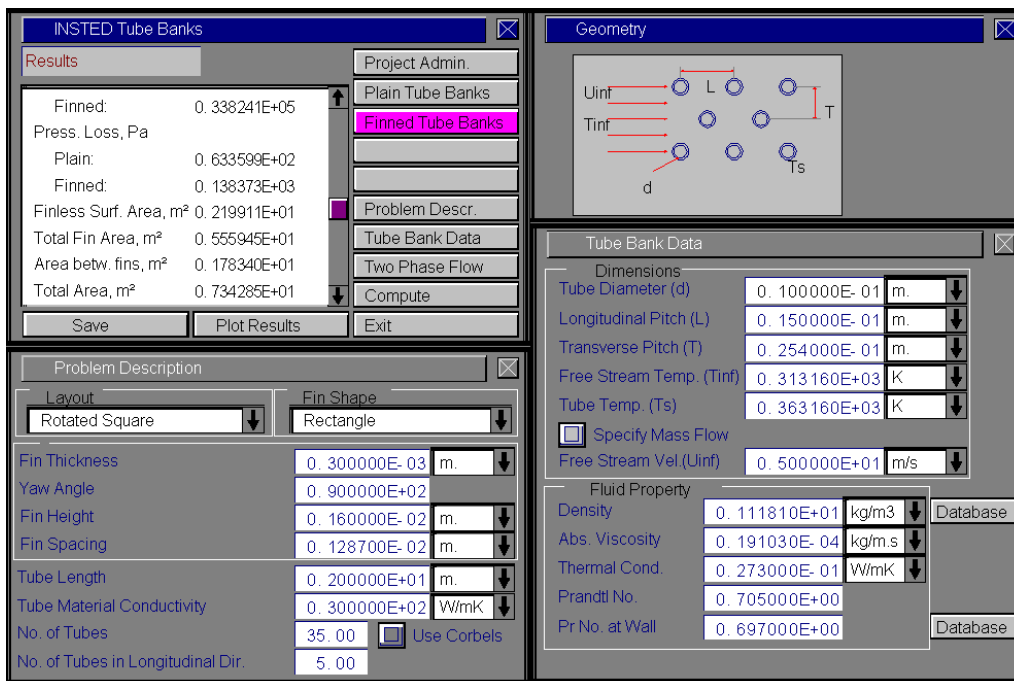 INSTED Tube Banks
Results
Finned: 0. 338241E+05
Press. Loss, Pa
Plain: 0. 633599E+02
Finned: 0. 138373E+03
Finless Surf. Area, m² 0. 219911E+01
Total Fin Area, m² 0. 555945E+01
Area betw. fins, m² 0. 178340E+01
Total Area, m² 0. 734285E+01
Save Plot Results
Project Admin.
Plain Tube Banks
Finned Tube Banks
Problem Descr.
Tube Bank Data
Two Phase Flow
Compute
Exit
Geometry
Uinf
Tinf
L
T
d
Ts
Problem Description
Layout
Rotated Square
Fin Shape
Rectangle
Fin Thickness 0. 300000E- 03 m.
Yaw Angle 0. 900000E+02
Fin Height 0. 160000E- 02 m.
Fin Spacing 0. 128700E- 02 m.
Tube Length 0. 200000E+01 m.
Tube Material Conductivity 0. 300000E+02 W/mK
No. of Tubes 35. 00 Use Corbels
No. of Tubes in Longitudinal Dir. 5. 00
Tube Bank Data
Dimensions
Tube Diameter (d) 0. 100000E- 01 m.
Longitudinal Pitch (L) 0. 150000E- 01 m.
Transverse Pitch (T) 0. 254000E- 01 m.
Free Stream Temp. (Tinf) 0. 313160E+03 K
Tube Temp. (Ts) 0. 363160E+03 K
Specify Mass Flow
Free Stream Vel.(Uinf) 0. 500000E+01 m/s
Fluid Property
Density 0. 111810E+01 kg/m3 Database
Abs. Viscosity 0. 191030E- 04 kg/m.s
Thermal Cond. 0. 273000E- 01 W/mK
Prandtl No. 0. 705000E+00
Pr No. at Wall 0. 697000E+00 Database